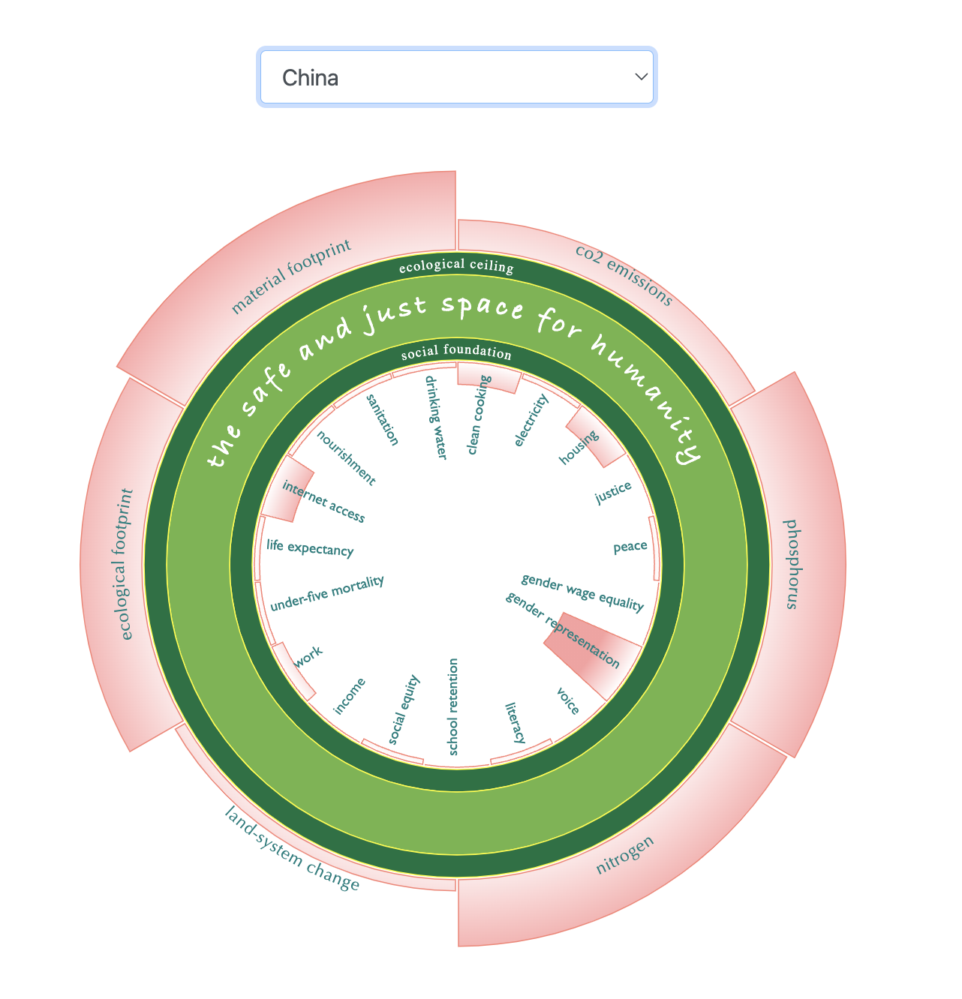 China
material footprint
co2 emissions
ecological ceiling
the safe and just space for humanity
social foundation
drinking water
clean cooking
sanitation
electricity
nourishment
housing
internet access
justice
ecological footprint
life expectancy
peace
phosphorus
under-five mortality
gender wage equality
gender representation
work
income
social equity
school retention
literacy
voice
land-system change
nitrogen